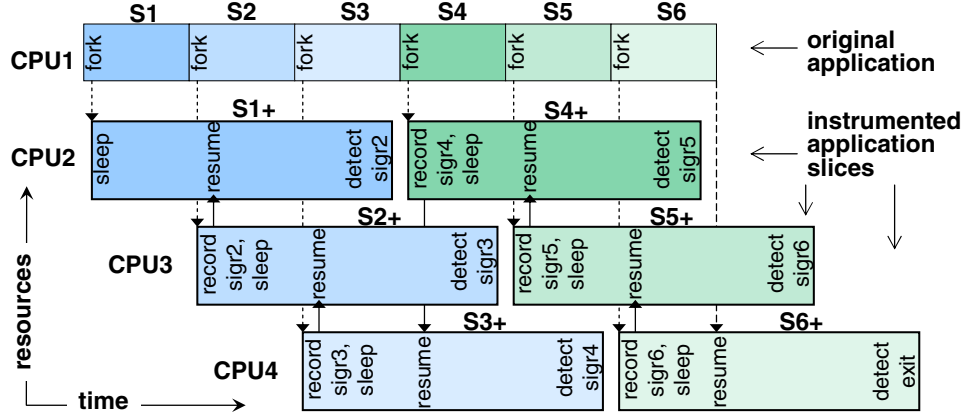 S1 S2 S3 S4 S5 S6
CPU1
fork fork fork fork fork fork
original
application
S1+ S4+
CPU2
sleep
resume
detect
sigr2
record
sigr4,
sleep
resume
detect
sigr5
instrumented
application
slices
S2+ S5+
CPU3
record
sigr2,
sleep
resume
detect
sigr3
record
sigr5,
sleep
resume
detect
sigr6
S3+ S6+
CPU4
record
sigr3,
sleep
resume
detect
sigr4
record
sigr6,
sleep
resume
detect
exit
resources
time